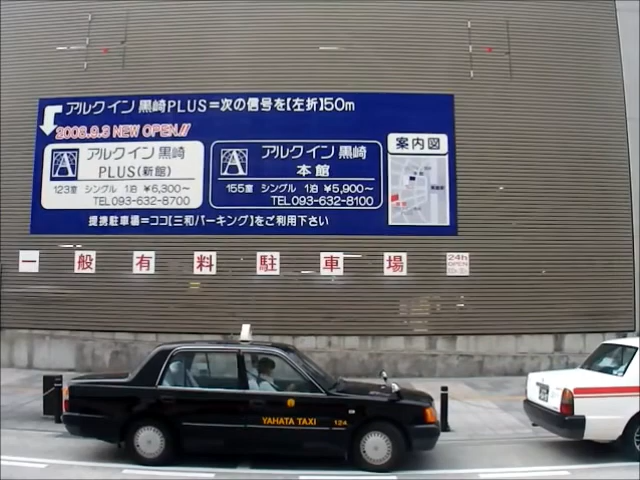 アルクイン 黒崎PLUS=次の信号を【左折】50m
2008.9.3 NEW OPEN//
アルクイン 黒崎
PLUS(新館)
123室 シングル 1泊 ¥6,300～
TEL093-632-8700
アルクイン 黒崎
本館
155室 シングル 1泊 ¥5,900～
TEL093-632-8100
案内図
提携駐車場=ココ【三和パーキング】をご利用下さい
一般有料駐車場
24h
OPEN
YAHATA TAXI 124